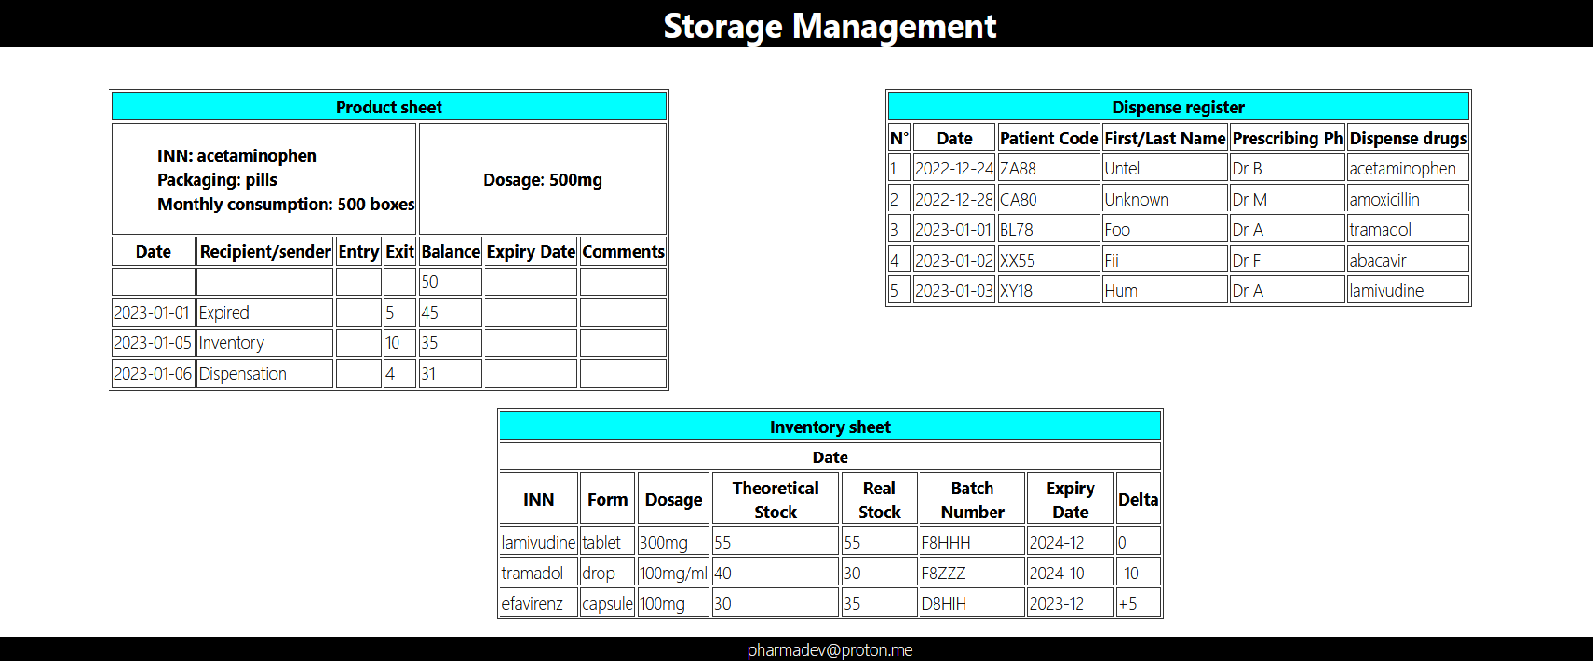 Storage Management
Product sheet
INN: acetaminophen
Packaging: pills
Monthly consumption: 500 boxes
Dosage: 500mg
Date Recipient/sender Entry Exit Balance Expiry Date Comments
50
2023-01-01 Expired 5 45
2023-01-05 Inventory 10 35
2023-01-06 Dispensation 4 31
Dispense register
N° Date Patient Code First/Last Name Prescribing Ph Dispense drugs
1 2022-12-24 ZA88 Untel Dr B acetaminophen
2 2022-12-28 CA80 Unknown Dr M amoxicillin
3 2023-01-01 BL78 Foo Dr A tramacol
4 2023-01-02 XX55 Fii Dr F abacavir
5 2023-01-03 XY18 Hum Dr A lamivudine
Inventory sheet
Date
INN Form Dosage Theoretical Stock Real Stock Batch Number Expiry Date Delta
lamivudine tablet 300mg 55 55 F8HHH 2024-12 0
tramadol drop 100mg/ml 40 30 F8ZZZ 2024-10 -10
efavirenz capsule 100mg 30 35 D8HIH 2023-12 +5
pharmadev@proton.me